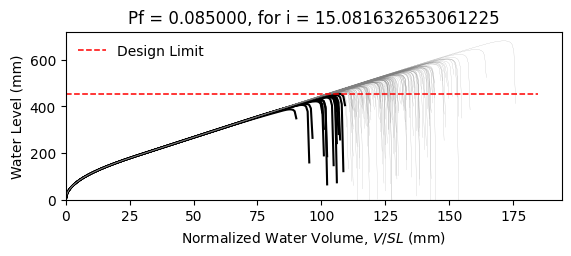 Pf = 0.085000, for i = 15.081632653061225
Design Limit
Water Level (mm)
600
400
200
0
0 25 50 75 100 125 150 175
Normalized Water Volume, V/SL (mm)